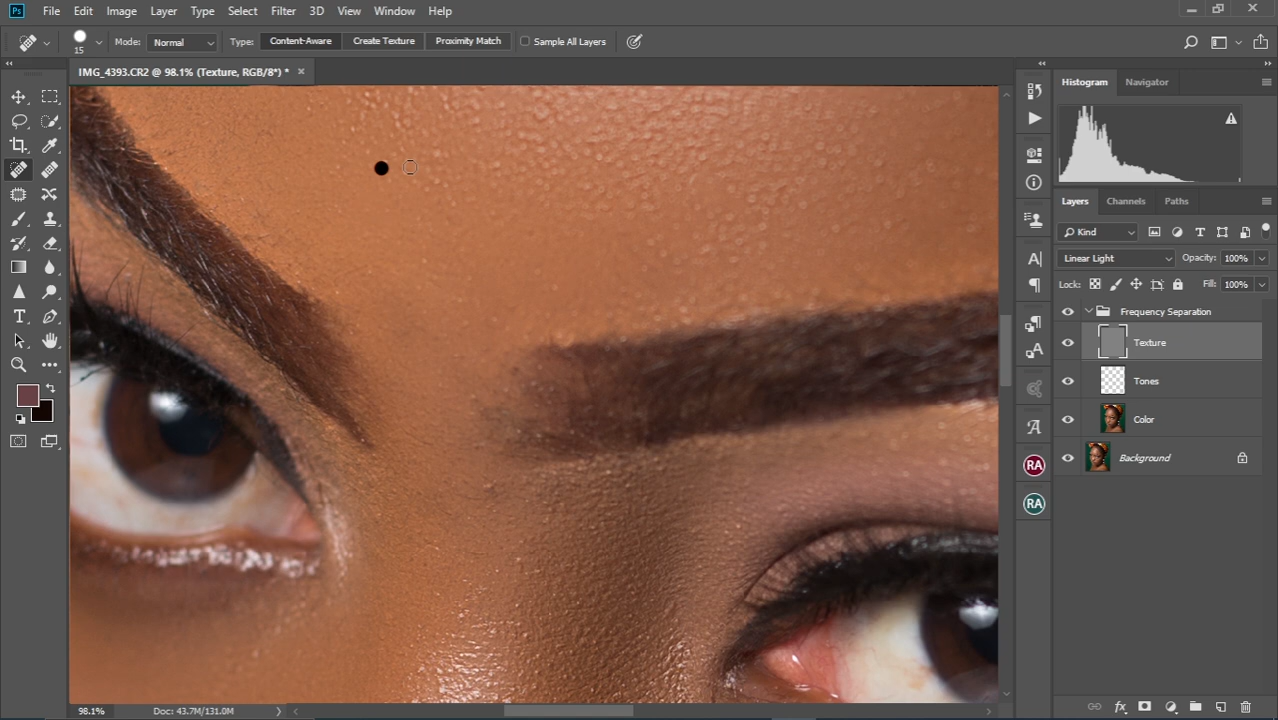 Ps File Edit Image Layer Type Select Filter 3D View Window Help
15 Mode: Normal Type: Content-Aware Create Texture Proximity Match Sample All Layers
IMG_4393.CR2 @ 98.1% (Texture, RGB/8*) *
Histogram Navigator
Layers Channels Paths
Kind
Linear Light Opacity: 100%
Lock: Fill: 100%
Frequency Separation
Texture
Tones
Color
Background
RA
RA
98.1% Doc: 43.7M/131.0M